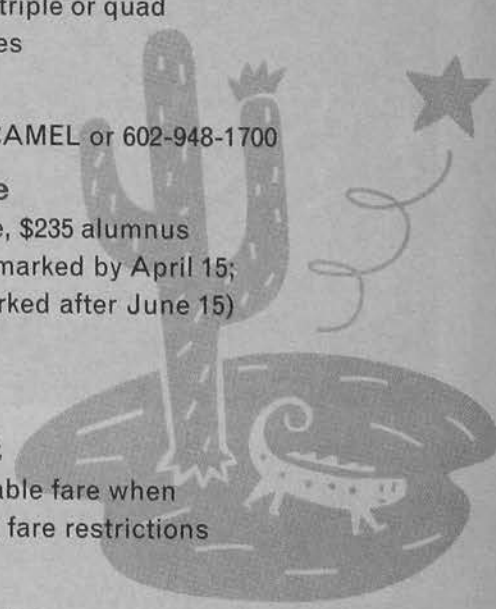 triple or quad
es
CAMEL or 602-948-1700
e
e, $235 alumnus
marked by April 15;
rked after June 15)
;
able fare when
fare restrictions